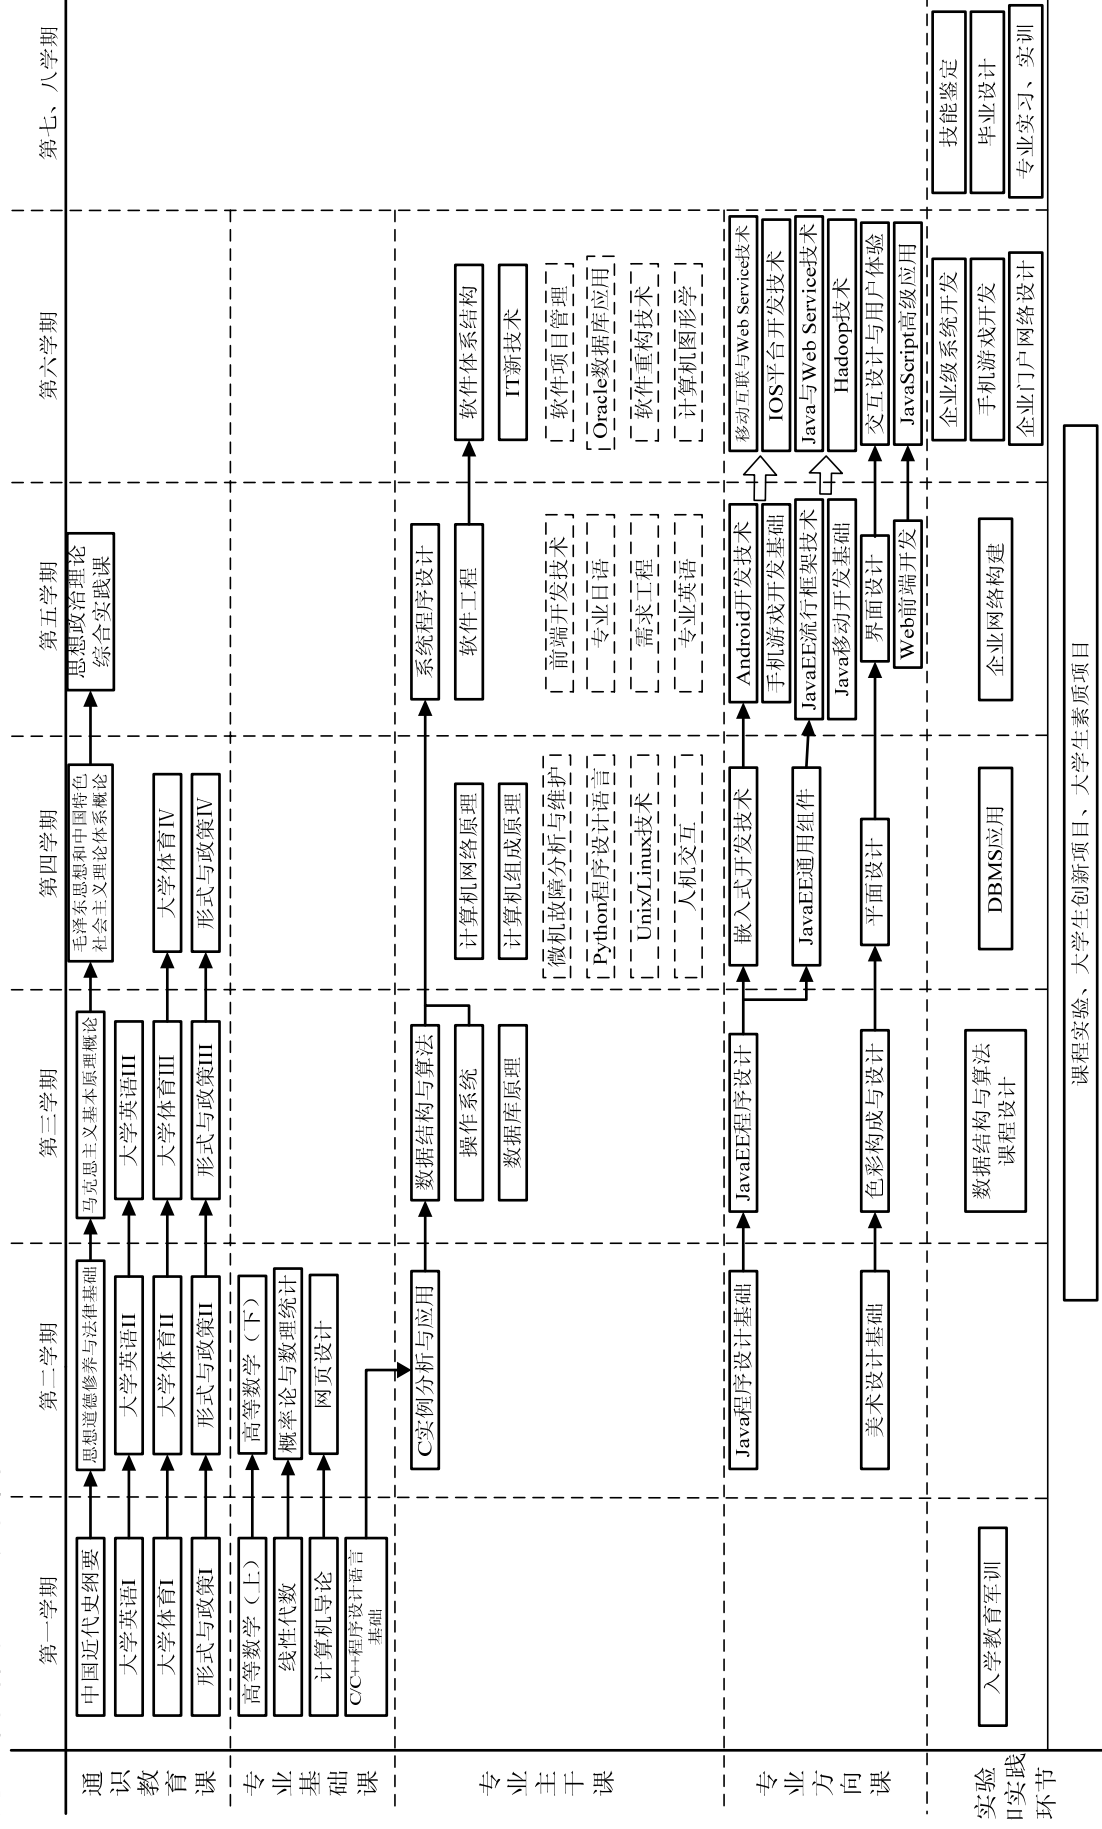 第一学期
第二学期
第三学期
第四学期
第五学期
第六学期
第七、八学期
通识教育课
中国近代史纲要
思想道德修养与法律基础
马克思主义基本原理概论
毛泽东思想和中国特色
社会主义理论体系概论
思想政治理论
综合实践课
大学英语I
大学英语II
大学英语III
大学体育I
大学体育II
大学体育III
大学体育IV
形式与政策I
形式与政策II
形式与政策III
形式与政策IV
专业基础课
高等数学（上）
高等数学（下）
线性代数
概率论与数理统计
计算机导论
网页设计
C/C++程序设计语言
基础
专业主干课
C实例分析与应用
数据结构与算法
系统程序设计
操作系统
计算机网络原理
软件工程
软件体系结构
数据库原理
计算机组成原理
IT新技术
微机故障分析与维护
前端开发技术
软件项目管理
Python程序设计语言
专业日语
Oracle数据库应用
Unix/Linux技术
需求工程
软件重构技术
人机交互
专业英语
计算机图形学
专业方向课
Java程序设计基础
JavaEE程序设计
嵌入式开发技术
Android开发技术
移动互联与Web Service技术
手机游戏开发基础
IOS平台开发技术
JavaEE通用组件
JavaEE流行框架技术
Java与Web Service技术
Java移动开发基础
Hadoop技术
美术设计基础
色彩构成与设计
平面设计
界面设计
交互设计与用户体验
Web前端开发
JavaScript高级应用
实验
实践
环节
入学教育军训
数据结构与算法
课程设计
DBMS应用
企业网络构建
企业级系统开发
手机游戏开发
企业门户网络设计
技能鉴定
毕业设计
专业实习、实训
课程实验、大学生创新项目、大学生素质项目